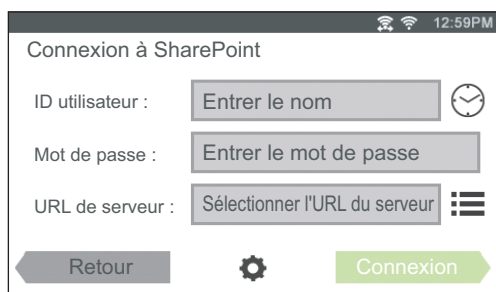 12:59PM
Connexion à SharePoint
ID utilisateur : Entrer le nom
Mot de passe : Entrer le mot de passe
URL de serveur : Sélectionner l'URL du serveur
Retour Connexion